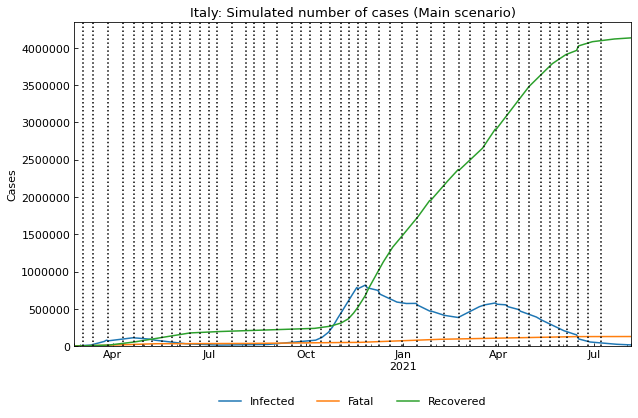 Italy: Simulated number of cases (Main scenario)
4000000
3500000
3000000
2500000
2000000
1500000
1000000
500000
0
Cases
Apr Jul Oct Jan Apr Jul
2021
Infected Fatal Recovered